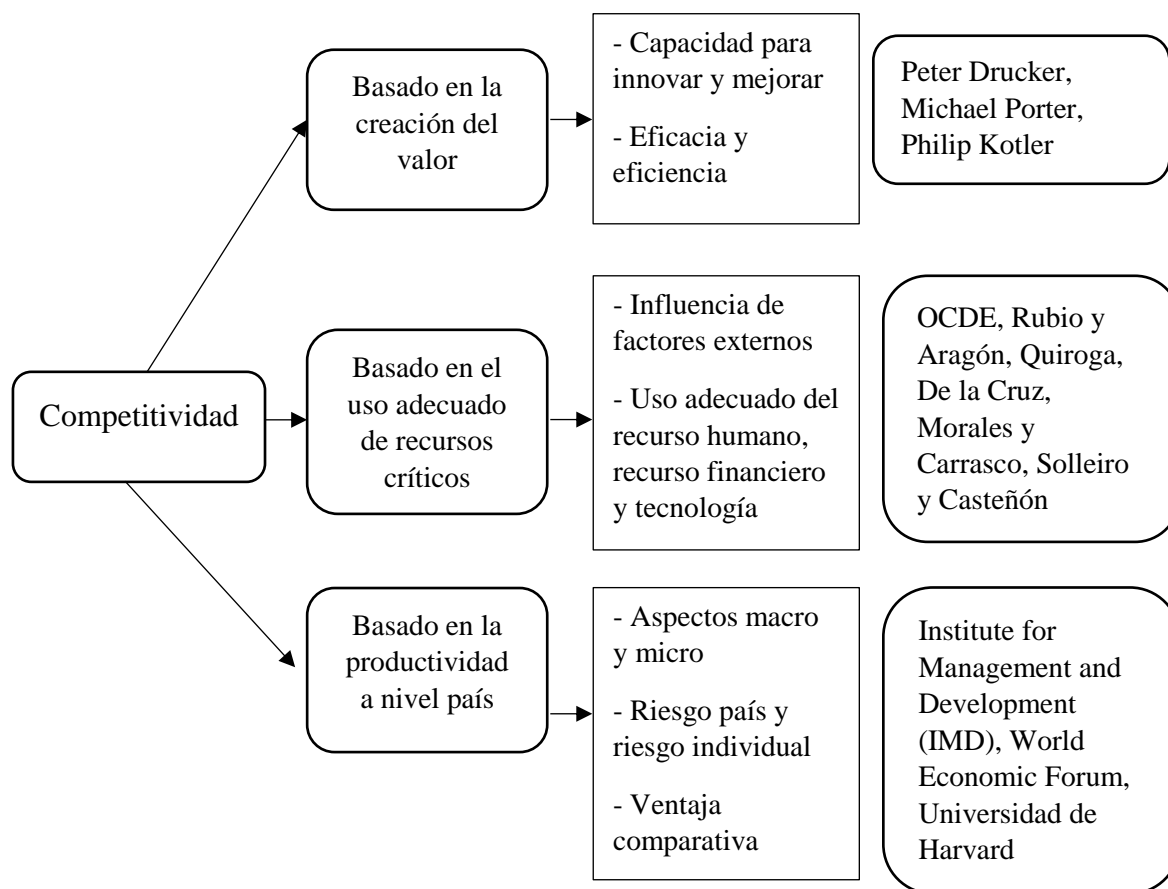 Competitividad
Basado en la
creación del
valor
- Capacidad para
innovar y mejorar
- Eficacia y
eficiencia
Peter Drucker,
Michael Porter,
Philip Kotler
Basado en el
uso adecuado
de recursos
críticos
- Influencia de
factores externos
- Uso adecuado del
recurso humano,
recurso financiero
y tecnología
OCDE, Rubio y
Aragón, Quiroga,
De la Cruz,
Morales y
Carrasco, Solleiro
y Casteñón
Basado en la
productividad
a nivel país
- Aspectos macro
y micro
- Riesgo país y
riesgo individual
- Ventaja
comparativa
Institute for
Management and
Development
(IMD), World
Economic Forum,
Universidad de
Harvard